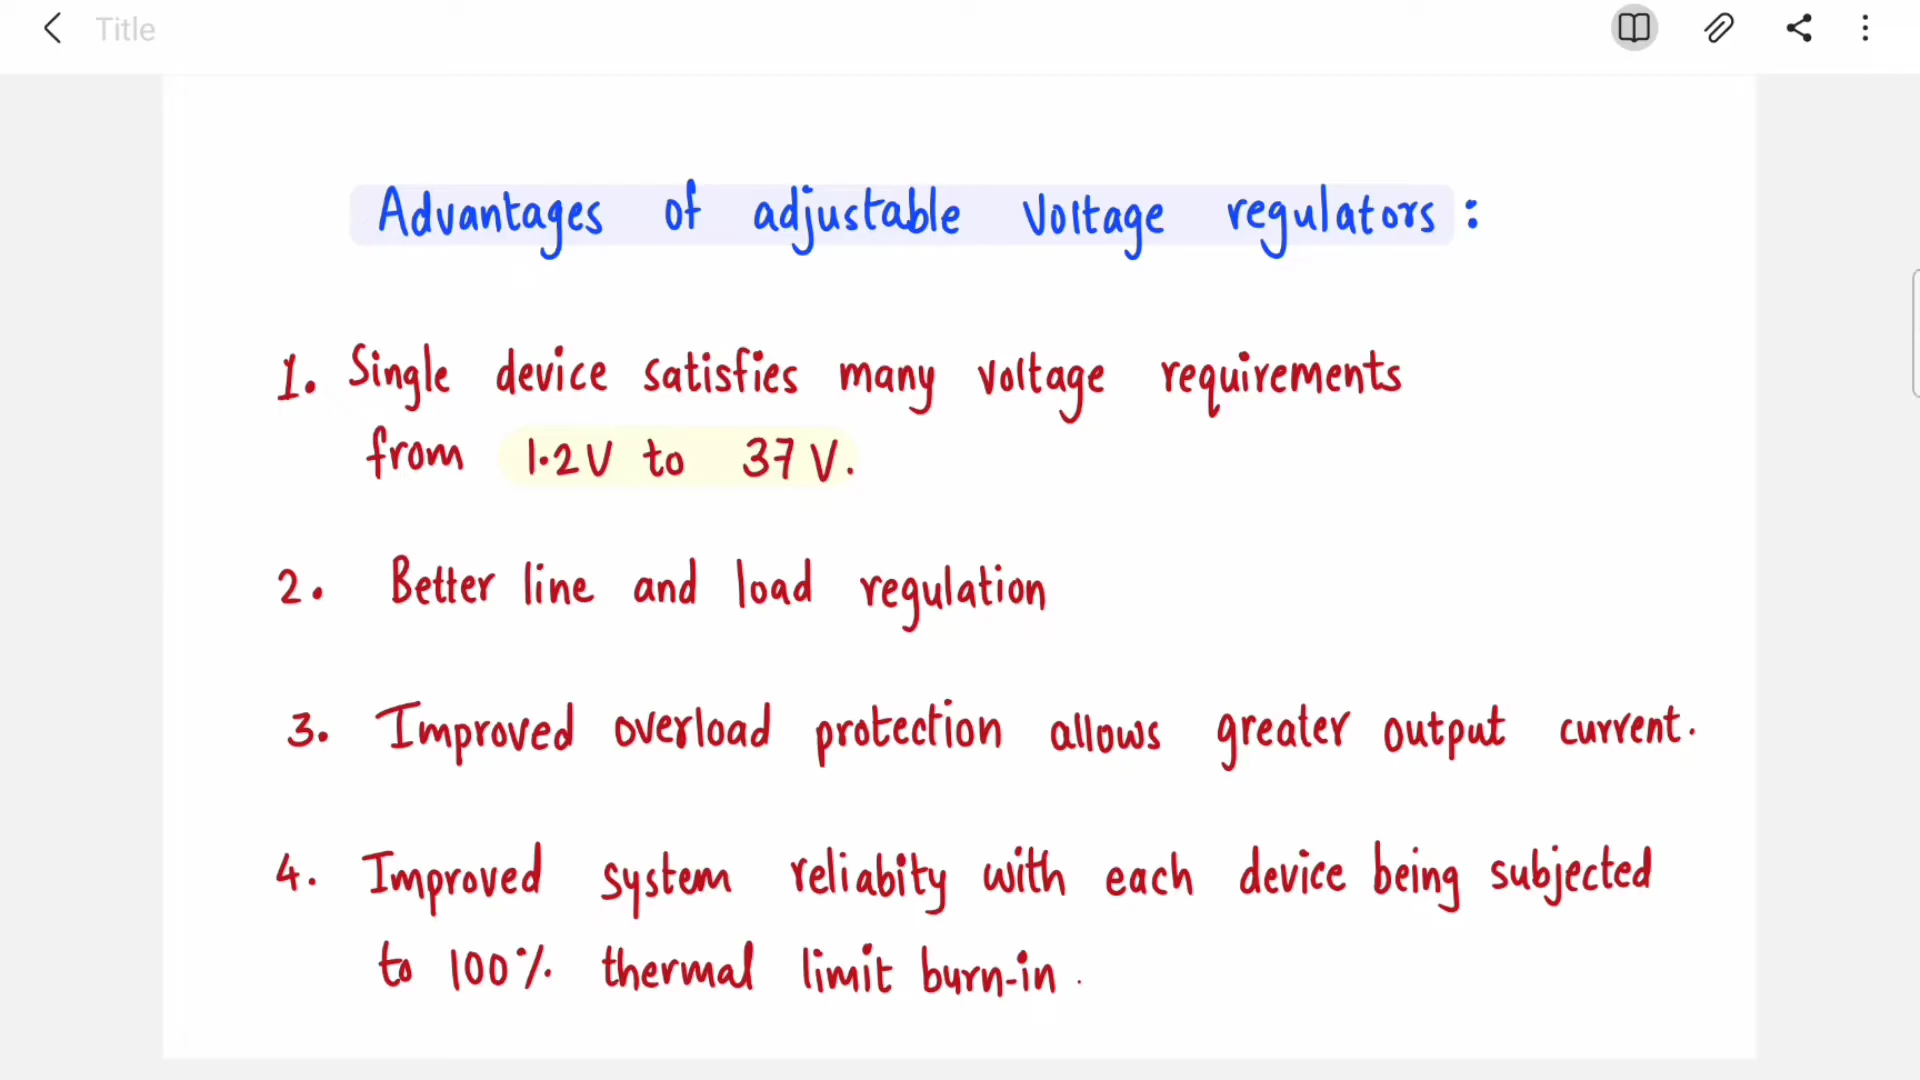 Title
Advantages of adjustable Voltage regulators :
1. Single device satisfies many voltage requirements
from 1.2V to 37V.
2. Better line and load regulation
3. Improved overload protection allows greater output current.
4. Improved system reliabity with each device being subjected
to 100% thermal limit burn-in.